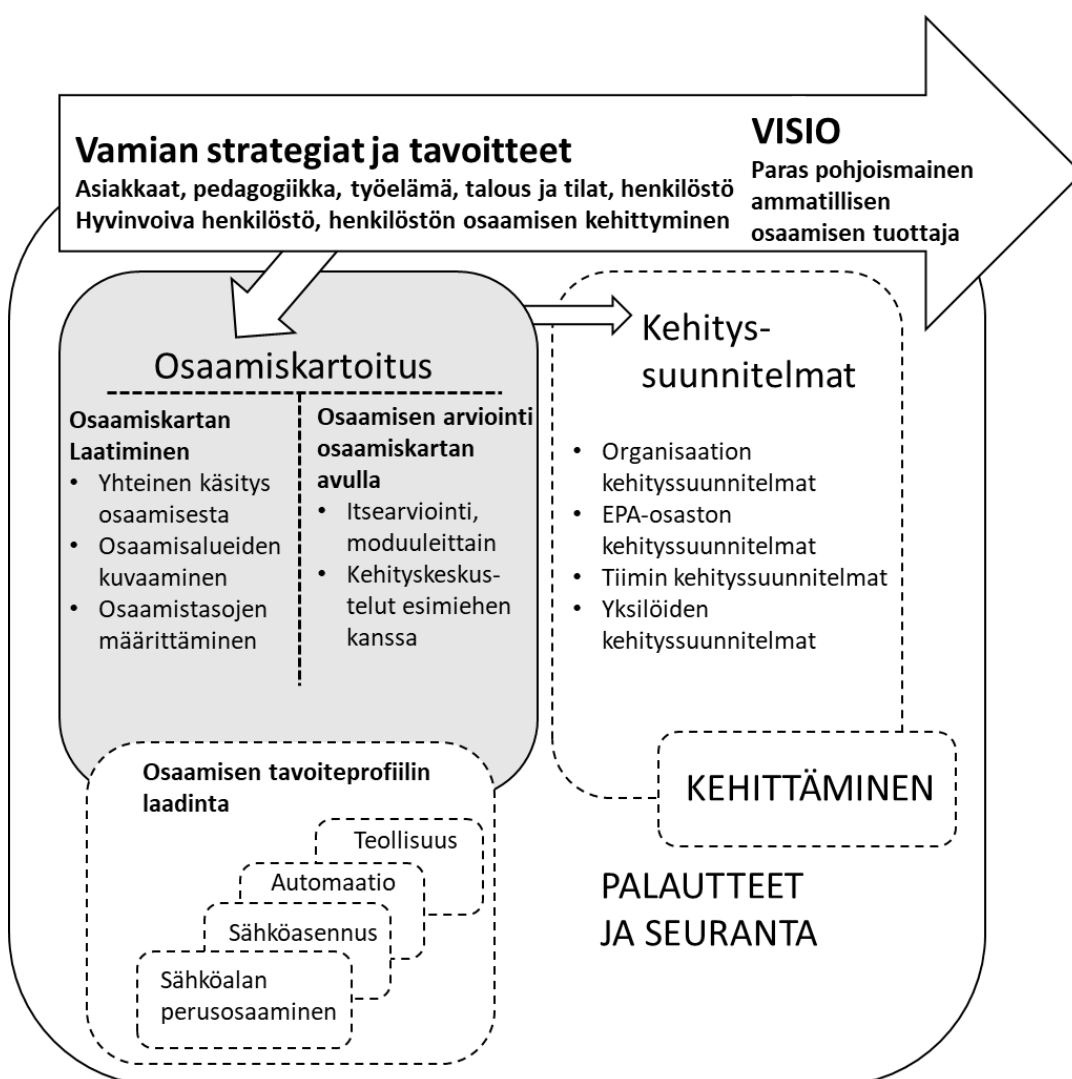 Vamian strategiat ja tavoitteet
Asiakkaat, pedagogiikka, työelämä, talous ja tilat, henkilöstö
Hyvinvoiva henkilöstö, henkilöstön osaamisen kehittyminen
VISIO
Paras pohjoismainen
ammatillisen
osaamisen tuottaja
Osaamiskartoitus
Osaamiskartan
Laatiminen
• Yhteinen käsitys
osaamisesta
• Osaamisalueiden
kuvaaminen
• Osaamistasojen
määrittäminen
Osaamisen arviointi
osaamiskartan
avulla
• Itsearviointi,
moduuleittain
• Kehityskeskus-
telut esimiehen
kanssa
Kehitys-
suunnitelmat
• Organisaation
kehityssuunnitelmat
• EPA-osaston
kehityssuunnitelmat
• Tiimin kehityssuunnitelmat
• Yksilöiden
kehityssuunnitelmat
KEHITTÄMINEN
Osaamisen tavoiteprofiilin
laadinta
Teollisuus
Automaatio
Sähköasennus
Sähköalan
perusosaaminen
PALAUTTEET
JA SEURANTA